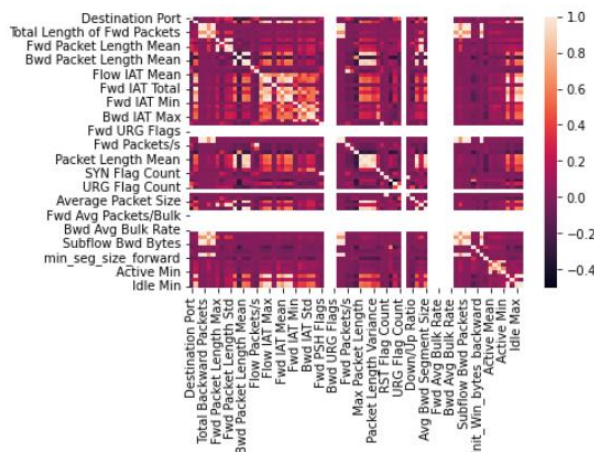 Destination Port
Total Length of Fwd Packets
Fwd Packet Length Mean
Bwd Packet Length Mean
Flow IAT Mean
Fwd IAT Total
Fwd IAT Min
Bwd IAT Max
Fwd URG Flags
Fwd Packets/s
Packet Length Mean
SYN Flag Count
URG Flag Count
Average Packet Size
Fwd Avg Packets/Bulk
Bwd Avg Bulk Rate
Subflow Bwd Bytes
min_seg_size_forward
Active Min
Idle Min
Destination Port
Total Backward Packets
Fwd Packet Length Max
Fwd Packet Length Std
Bwd Packet Length Mean
Flow Packets/s
Flow IAT Max
Fwd IAT Mean
Fwd IAT Min
Bwd IAT Std
Fwd PSH Flags
Bwd URG Flags
Fwd Packets/s
Max Packet Length
Packet Length Variance
RST Flag Count
URG Flag Count
Down/Up Ratio
Avg Bwd Segment Size
Fwd Avg Bulk Rate
Bwd Avg Bulk Rate
Subflow Bwd Packets
Init_Win_bytes_backward
Active Mean
Active Min
Idle Max
1.0
0.8
0.6
0.4
0.2
0.0
-0.2
-0.4